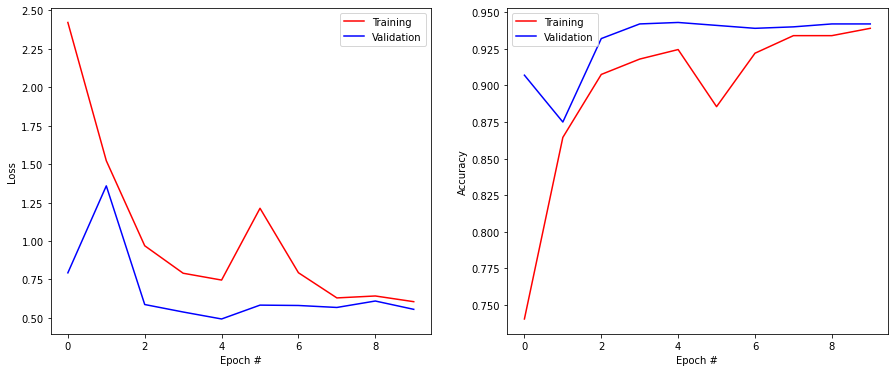 2.50
2.25
2.00
1.75
1.50
1.25
1.00
0.75
0.50
Loss
0 2 4 6 8
Epoch #
Training
Validation
0.950
0.925
0.900
0.875
0.850
0.825
0.800
0.775
0.750
Accuracy
0 2 4 6 8
Epoch #
Training
Validation